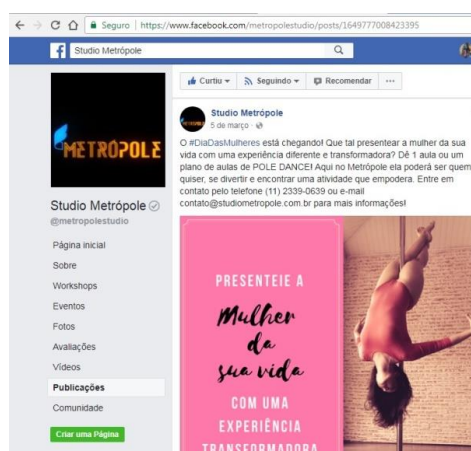 Seguro | https://www.facebook.com/metropolestudio/posts/1649777008423395
Studio Metrópole
METROPOLE
Studio Metrópole
@metropolestudio
Página inicial
Sobre
Workshops
Eventos
Fotos
Avaliações
Vídeos
Publicações
Comunidade
Criar uma Página
Curtiu
Seguindo
Recomendar
Studio Metrópole
5 de março
O #DiaDasMulheres está chegando! Que tal presentear a mulher da sua
vida com uma experiência diferente e transformadora? Dê 1 aula ou um
plano de aulas de POLE DANCE! Aqui no Metrópole ela poderá ser quem
quiser, se divertir e encontrar uma atividade que empodera. Entre em
contato pelo telefone (11) 2339-0639 ou e-mail
contato@studiometropole.com.br para mais informações!
PRESENTEIE A
Mulher
da
sua vida
COM UMA
EXPERIÊNCIA
TRANSFORMADORA